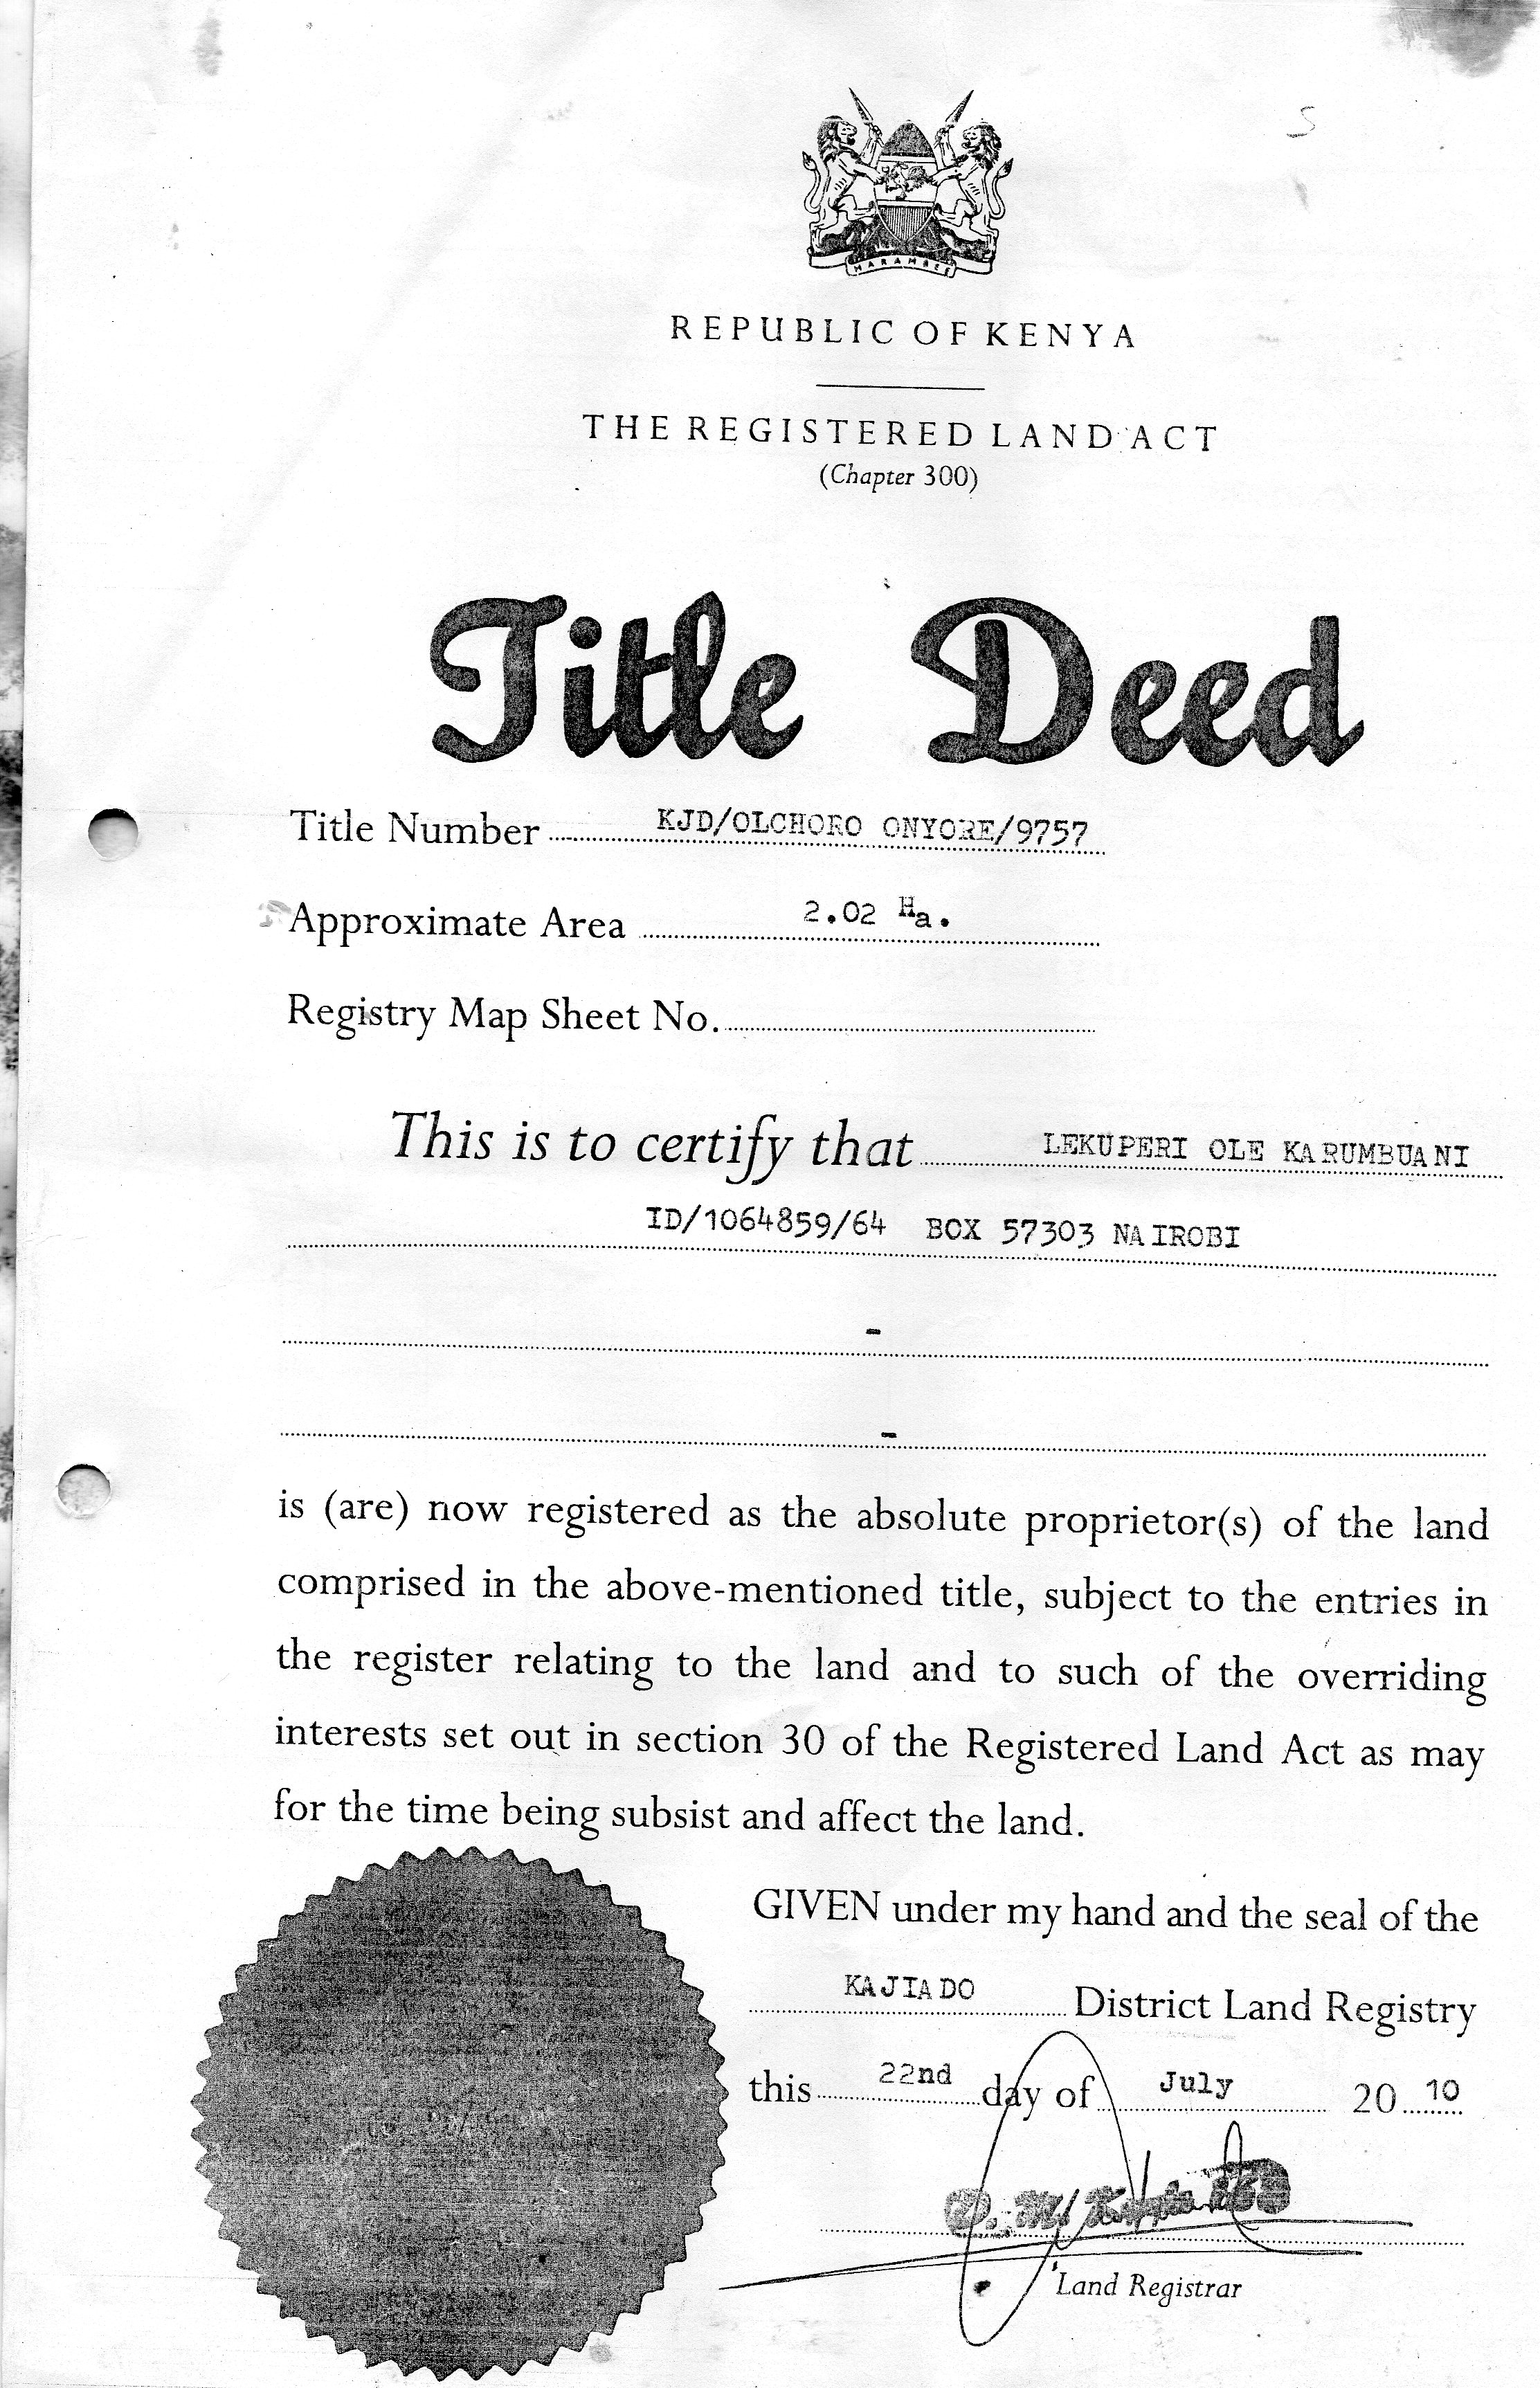 HARAMBEE
REPUBLIC OF KENYA
THE REGISTERED LAND ACT
(Chapter 300)
Title Deed
Title Number KJD/OLCHORO ONYORE/9757
Approximate Area 2.02 Ha.
Registry Map Sheet No.
This is to certify that LEKUPERI OLE KARUMBUANI
ID/1064859/64 BOX 57303 NAIROBI
-
-
is (are) now registered as the absolute proprietor(s) of the land
comprised in the above-mentioned title, subject to the entries in
the register relating to the land and to such of the overriding
interests set out in section 30 of the Registered Land Act as may
for the time being subsist and affect the land.
GIVEN under my hand and the seal of the
KAJIADO District Land Registry
this 22nd day of July 20 10
Land Registrar